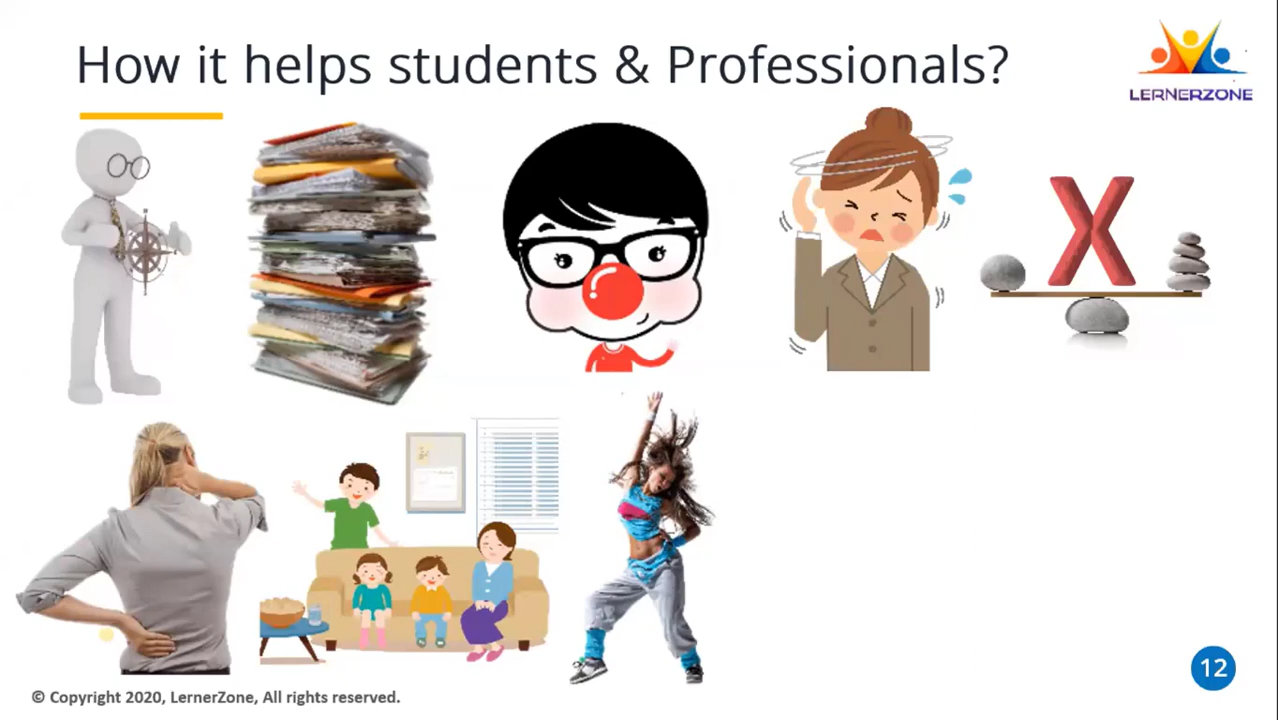 How it helps students & Professionals?
LERNERZONE
12
© Copyright 2020, LernerZone, All rights reserved.